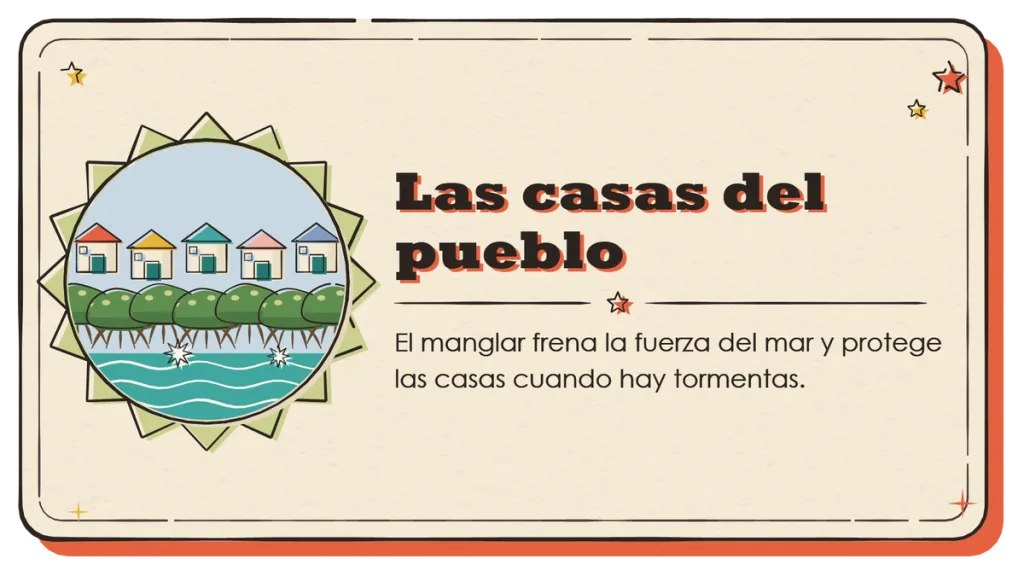 Las casas del
pueblo
El manglar frena la fuerza del mar y protege
las casas cuando hay tormentas.